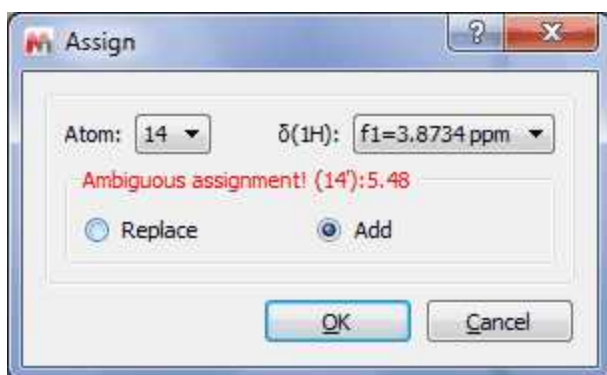 Assign
Atom: 14 δ(1H): f1=3.8734 ppm
Ambiguous assignment! (14'):5.48
Replace Add
OK Cancel